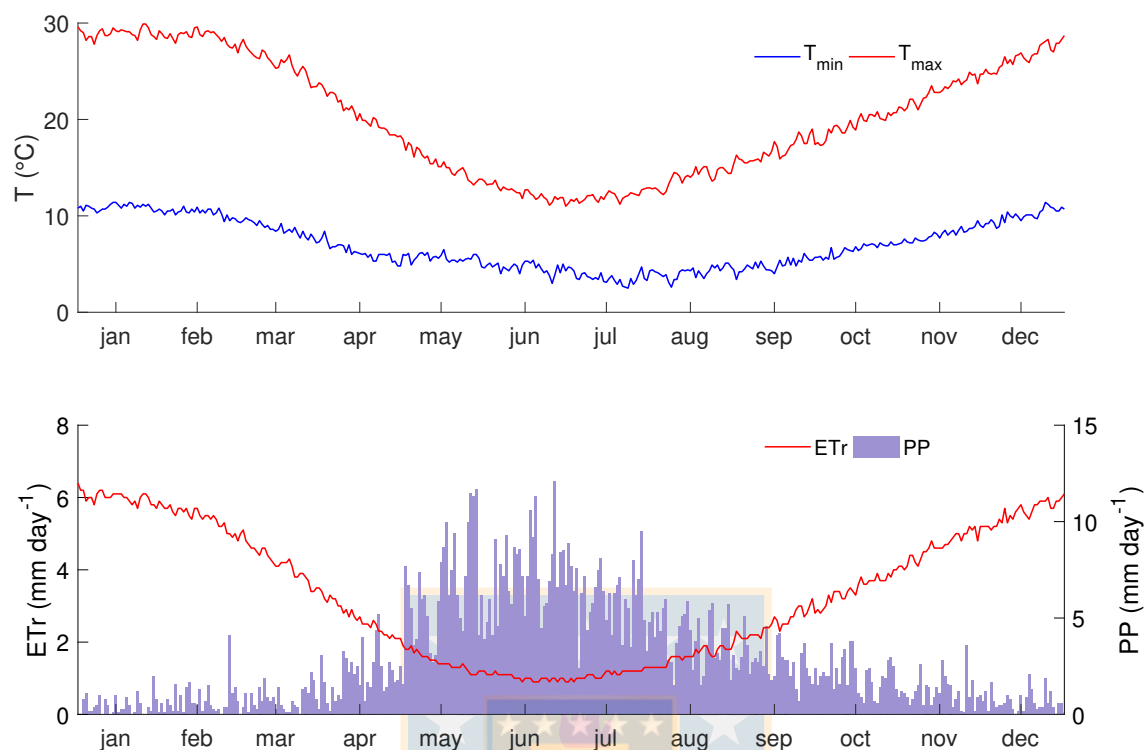 30
20
10
0
T (°C)
T_min T_max
jan feb mar apr may jun jul aug sep oct nov dec
8
6
4
2
0
ETr (mm day^-1)
ETr PP
15
10
5
0
PP (mm day^-1)
jan feb mar apr may jun jul aug sep oct nov dec